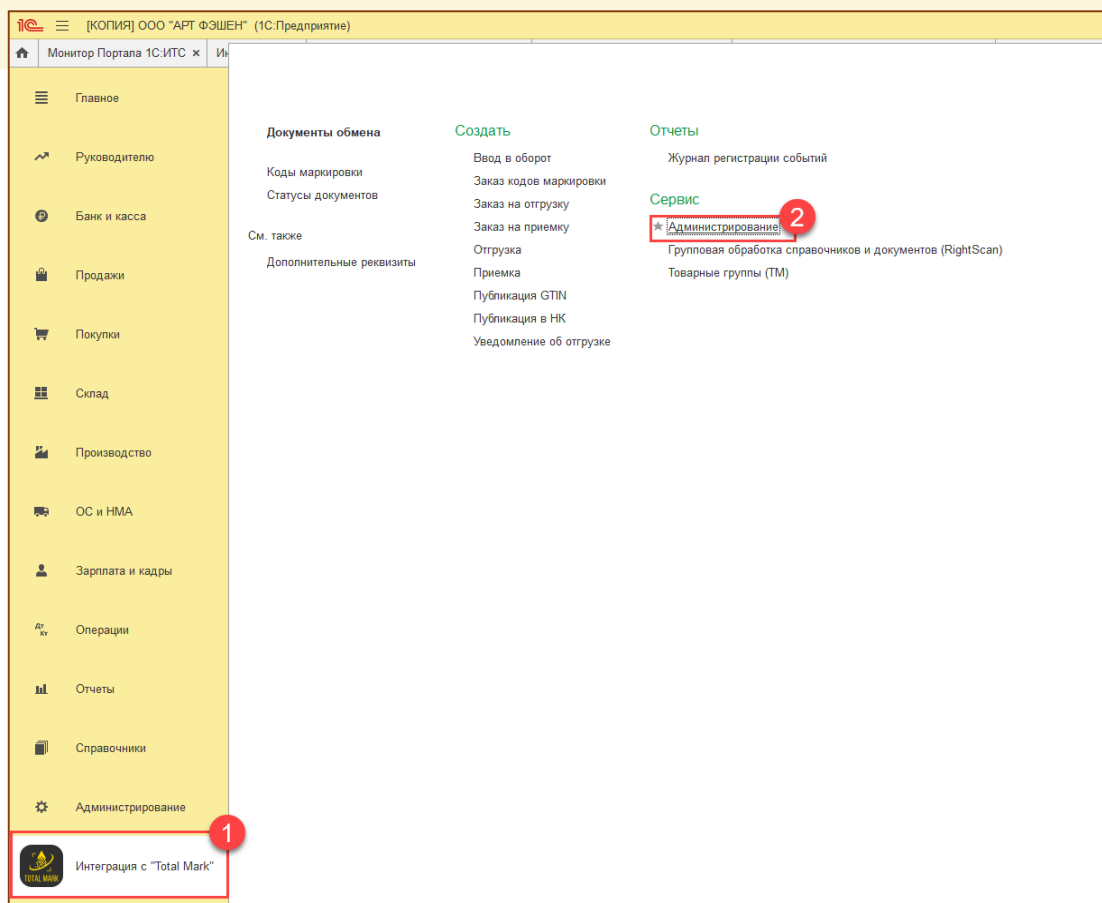 1С [КОПИЯ] ООО "АРТ ФЭШЕН" (1С:Предприятие)
Монитор Портала 1С:ИТС ×
Главное
Руководителю
Банк и касса
Продажи
Покупки
Склад
Производство
ОС и НМА
Зарплата и кадры
Дт
Кт
Операции
Отчеты
Справочники
Администрирование
1
TOTAL MARK
Интеграция с "Total Mark"
Документы обмена
Коды маркировки
Статусы документов
См. также
Дополнительные реквизиты
Создать
Ввод в оборот
Заказ кодов маркировки
Заказ на отгрузку
Заказ на приемку
Отгрузка
Приемка
Публикация GTIN
Публикация в НК
Уведомление об отгрузке
Отчеты
Журнал регистрации событий
Сервис
2
Администрирование
Групповая обработка справочников и документов (RightScan)
Товарные группы (ТМ)